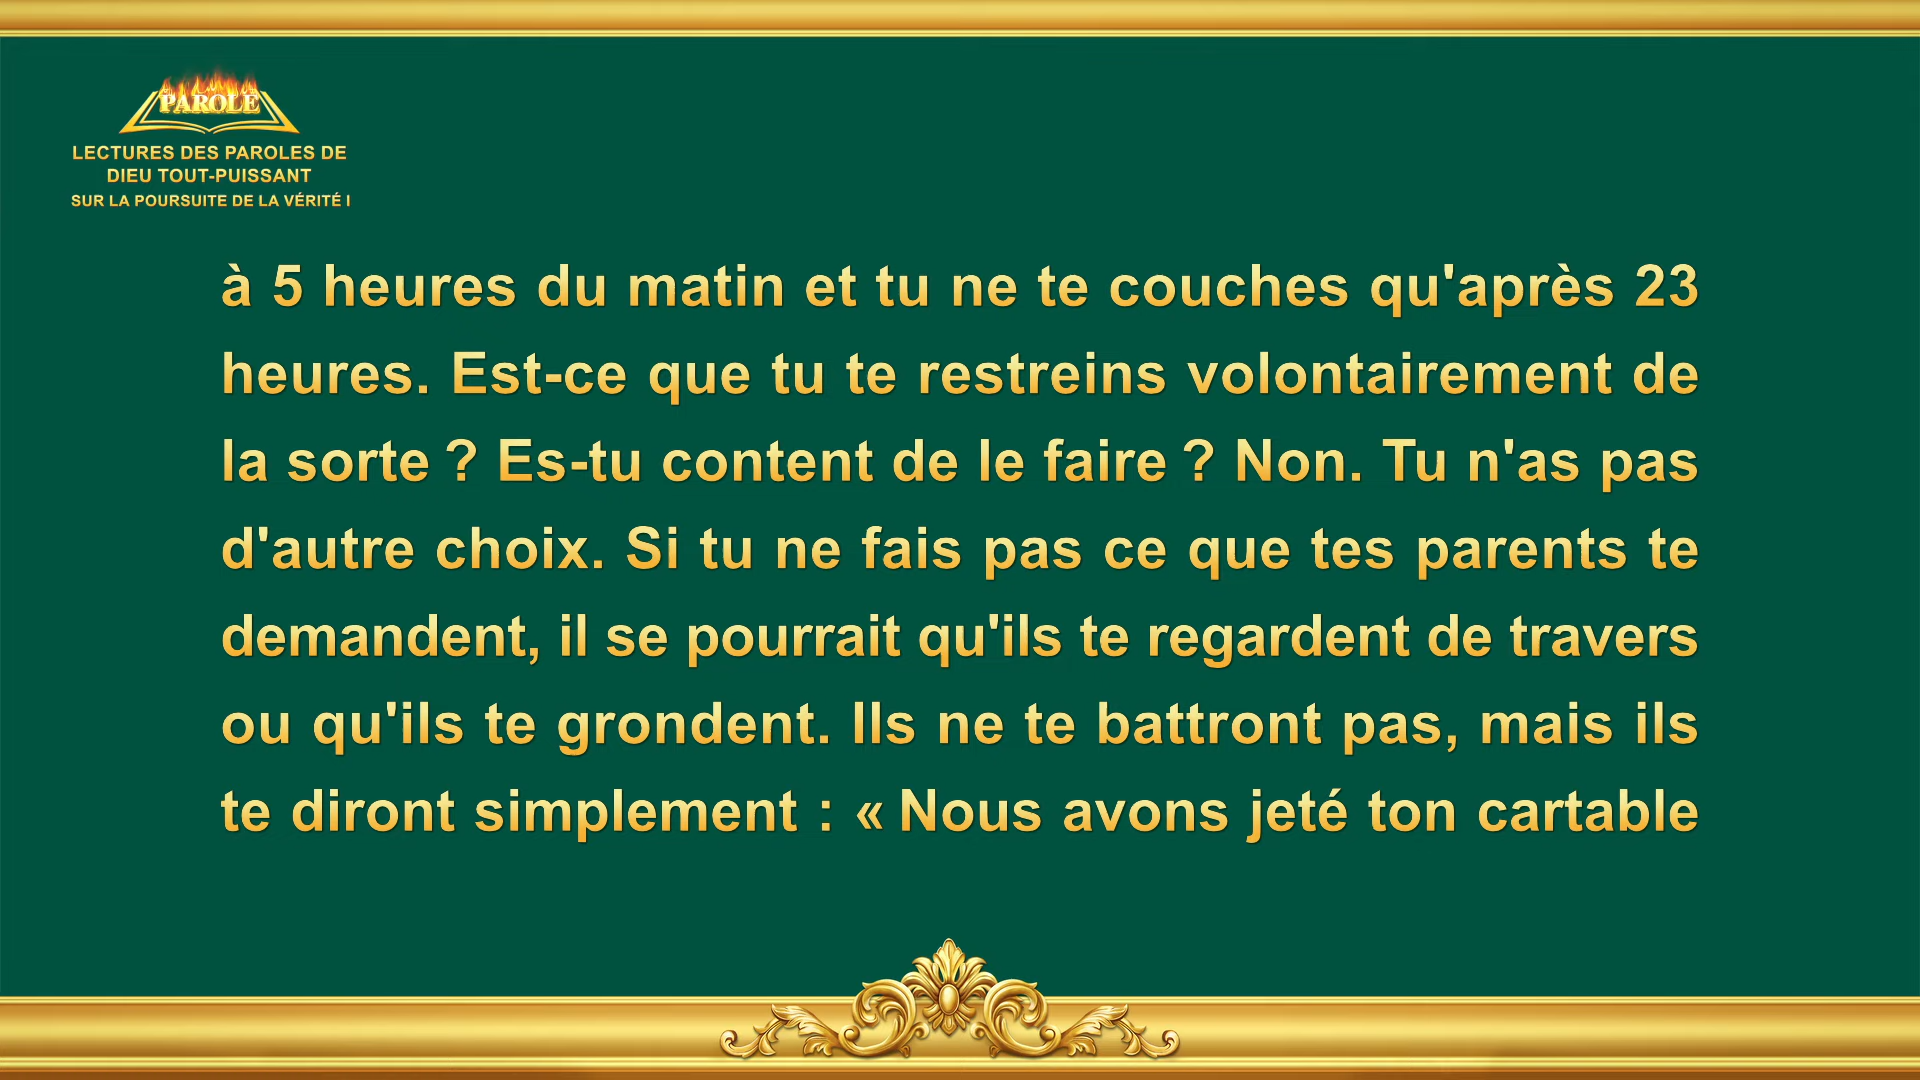 PAROLE
LECTURES DES PAROLES DE
DIEU TOUT-PUISSANT
SUR LA POURSUITE DE LA VÉRITÉ I
à 5 heures du matin et tu ne te couches qu'après 23
heures. Est-ce que tu te restreins volontairement de
la sorte ? Es-tu content de le faire ? Non. Tu n'as pas
d'autre choix. Si tu ne fais pas ce que tes parents te
demandent, il se pourrait qu'ils te regardent de travers
ou qu'ils te grondent. Ils ne te battront pas, mais ils
te diront simplement : « Nous avons jeté ton cartable